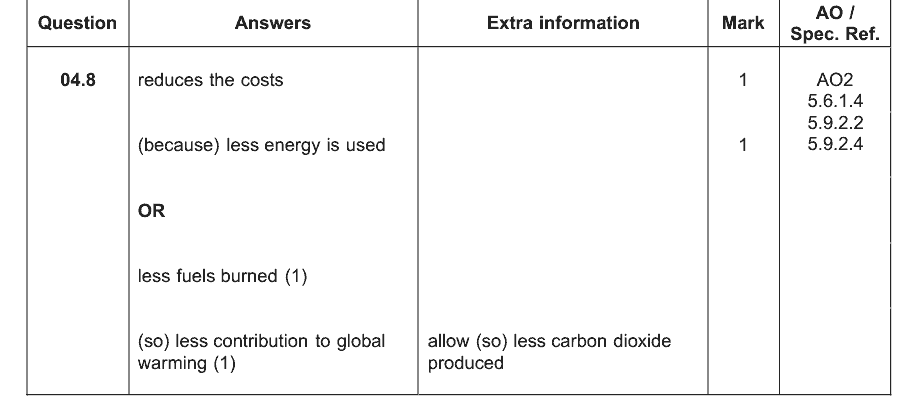 Question Answers Extra information Mark AO /
Spec. Ref.
04.8 reduces the costs 1 AO2
5.6.1.4
5.9.2.2
(because) less energy is used 1 5.9.2.4
OR
less fuels burned (1)
(so) less contribution to global allow (so) less carbon dioxide
warming (1) produced